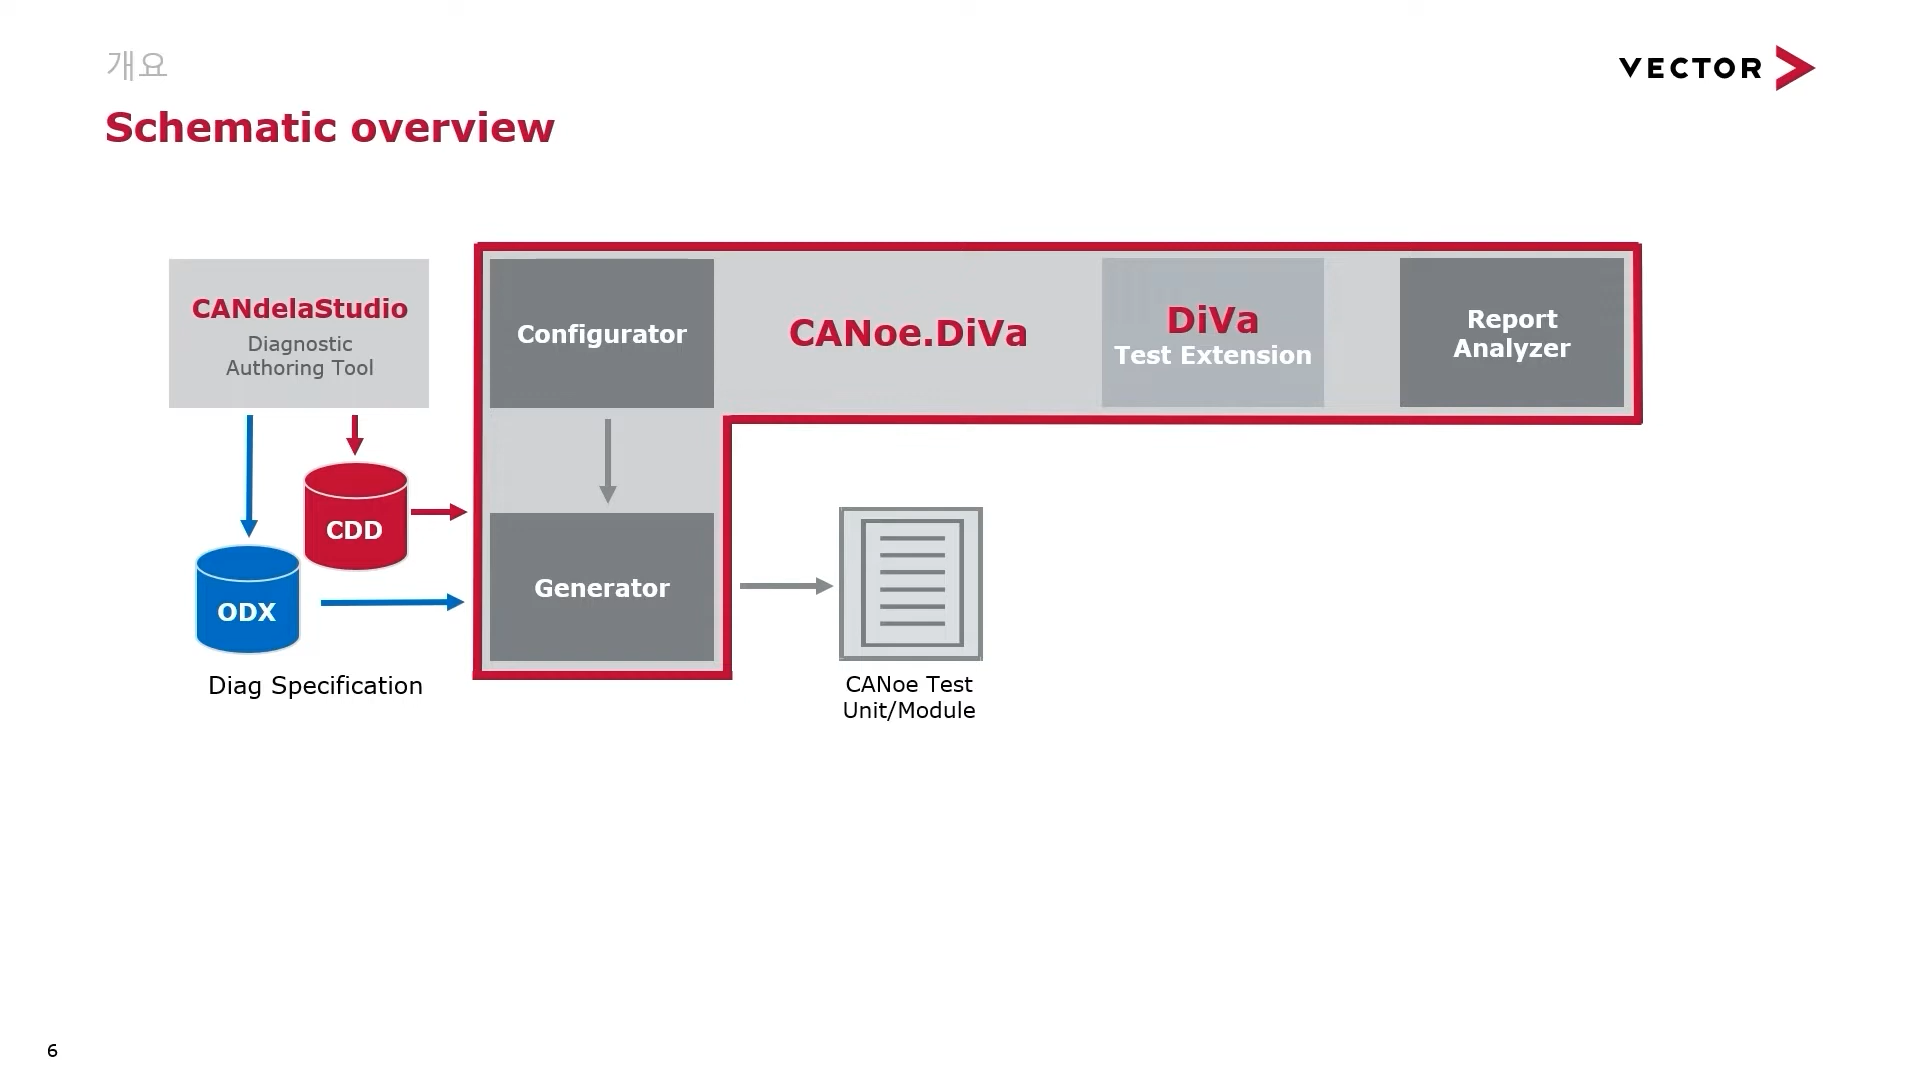 개요
VECTOR
Schematic overview
CANdelaStudio
Diagnostic
Authoring Tool
Configurator
CANoe.DiVa
DiVa
Test Extension
Report
Analyzer
CDD
ODX
Generator
Diag Specification
CANoe Test
Unit/Module
6